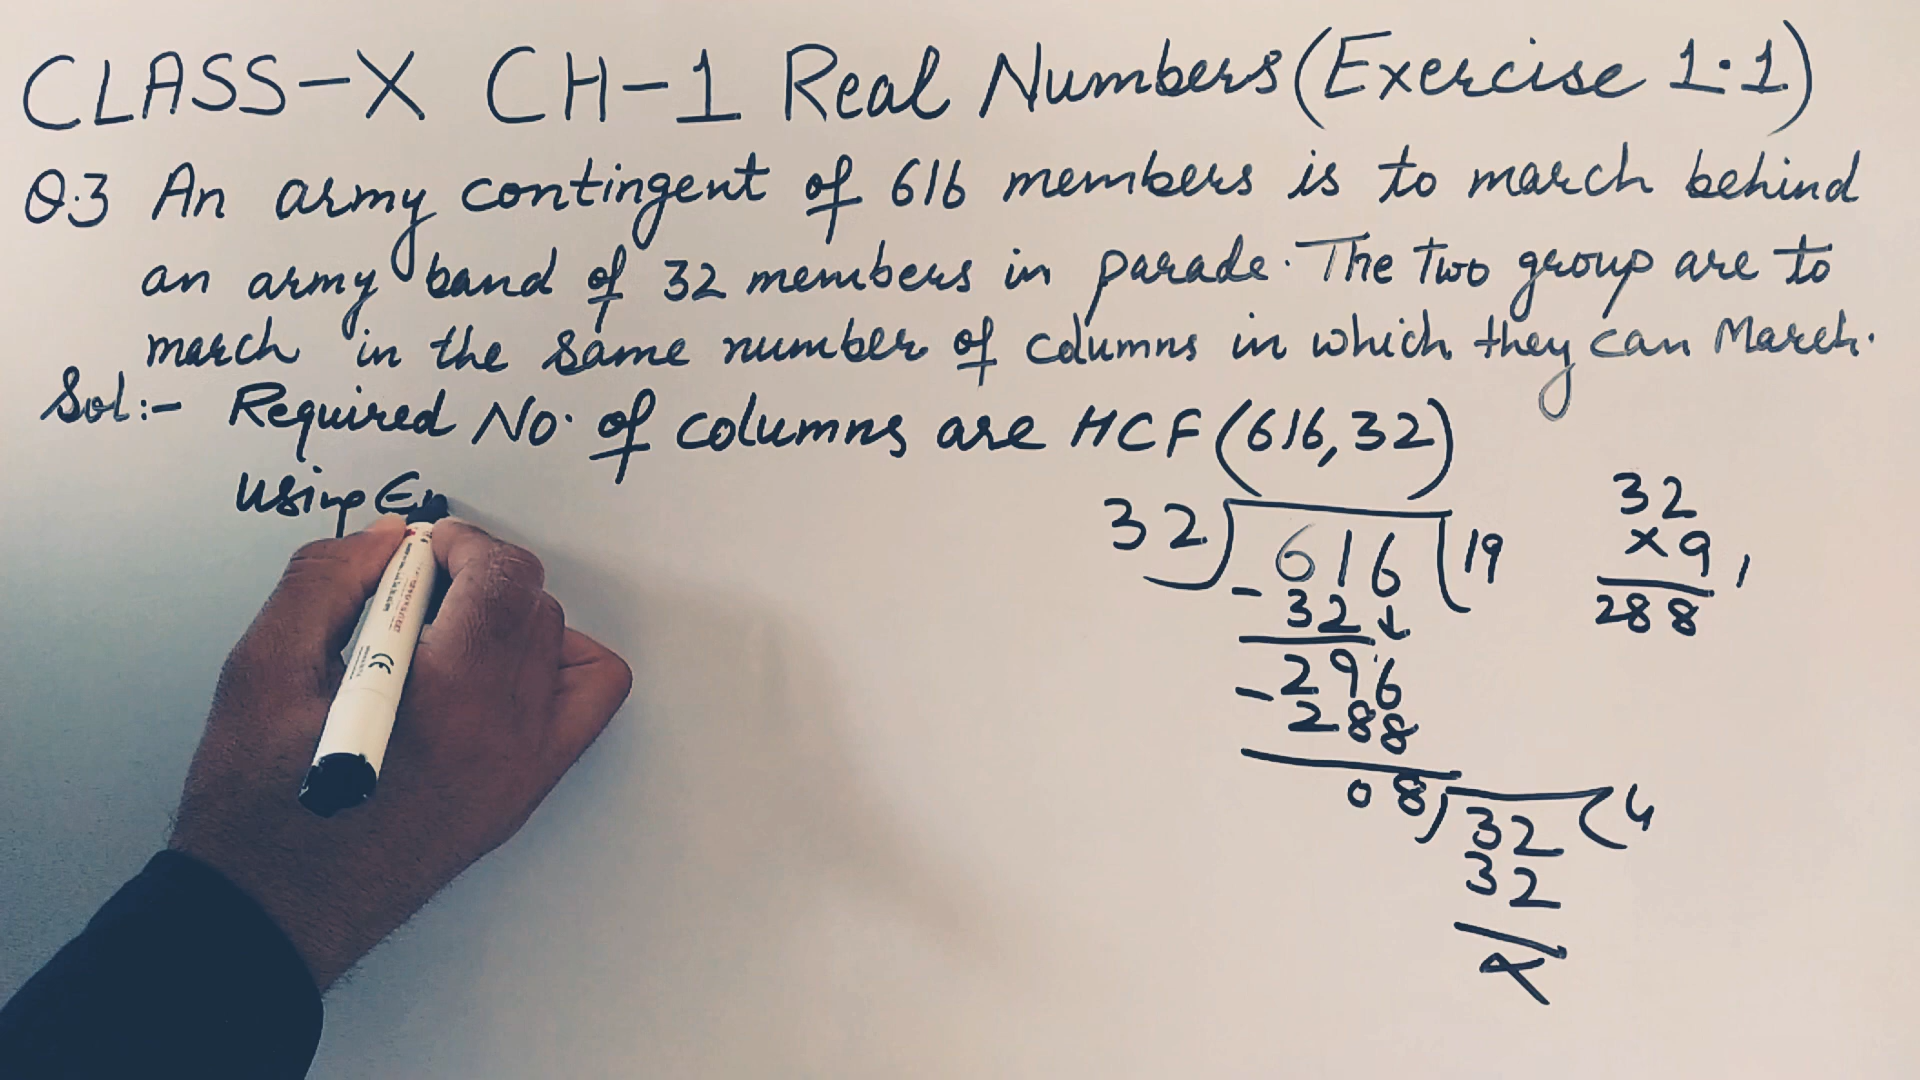 CLASS-X CH-1 Real Numbers (Exercise 1.1)
Q.3 An army contingent of 616 members is to march behind
an army band of 32 members in parade. The Two group are to
march in the same number of columns in which they can March.
Sol:- Required No. of columns are HCF (616,32)
Using
32) 616 (19
- 32 ↓
296
- 288
08) 32 (4
32
x
32
x 9
288
CE